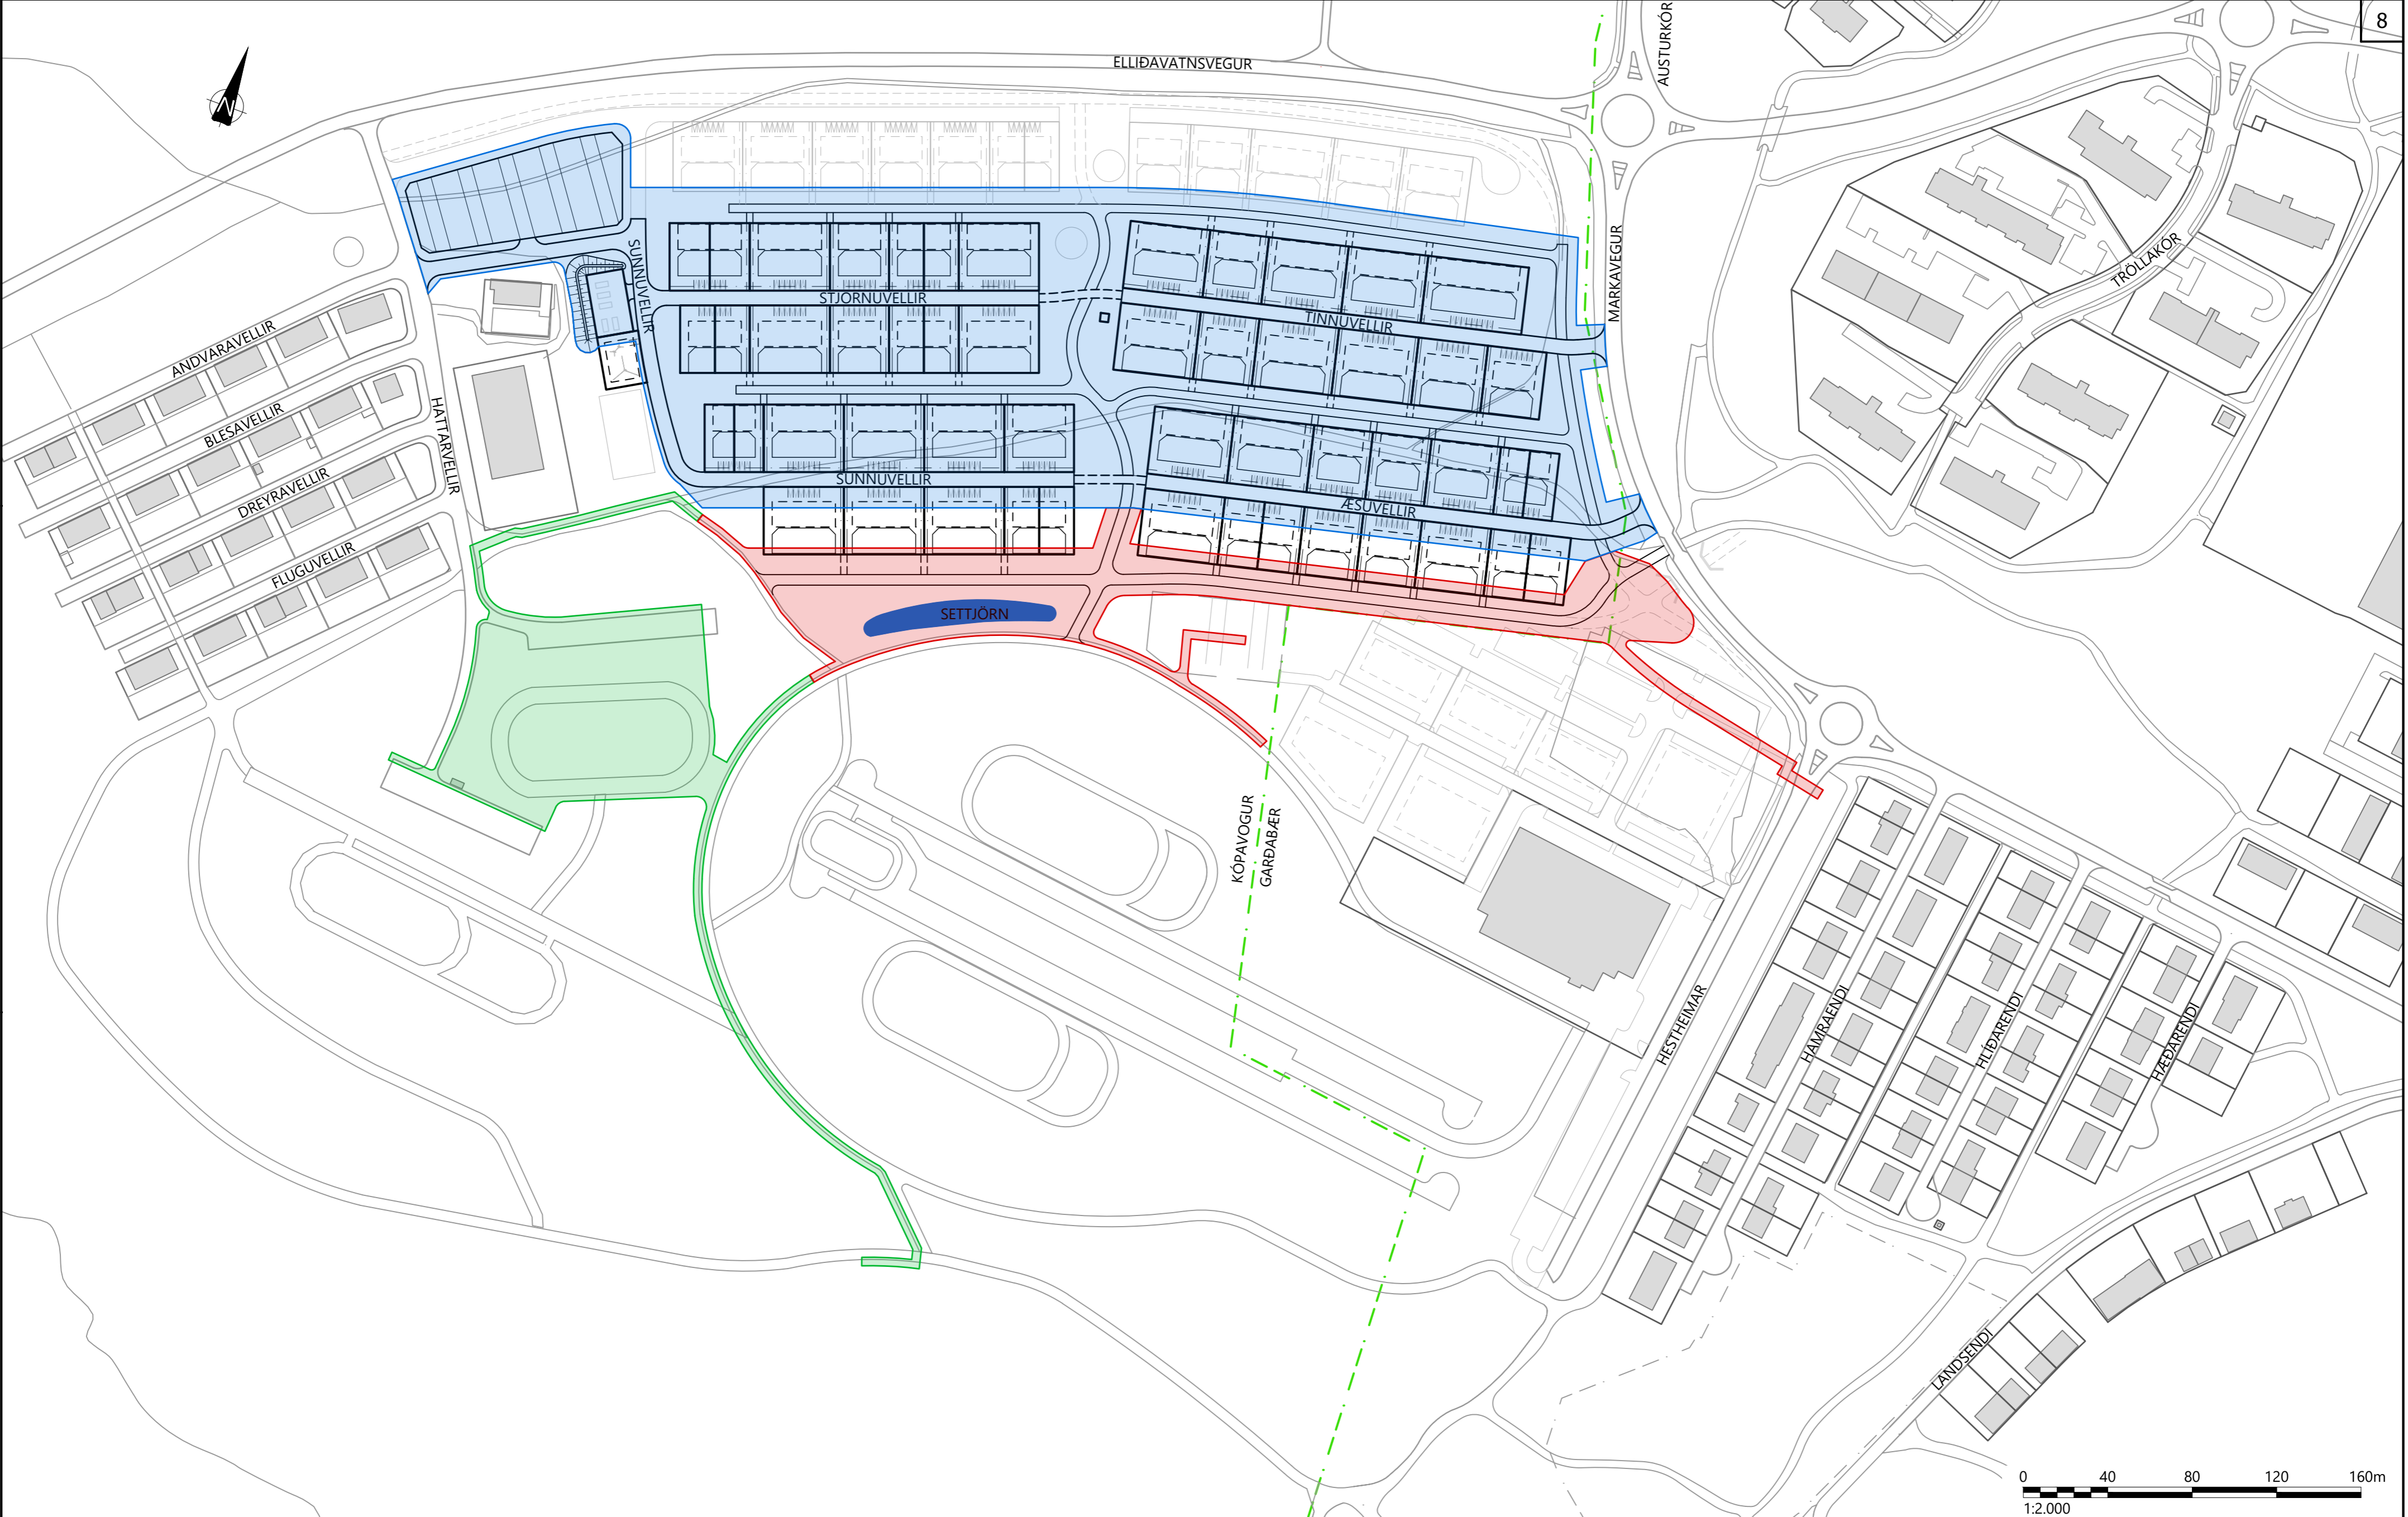 8
ELLIÐAVATNSVEGUR
AUSTURKÓR
N
MARKAVEGUR
TRÖLLAKÓR
SUNNUVELLIR
STJÖRNUVELLIR
TINNUVELLIR
ANDVARAVELLIR
BLESAVELLIR
HATTARVELLIR
DREYRAVELLIR
FLUGUVELLIR
SUNNUVELLIR
ÆSUVELLIR
SETTJÖRN
KÓPAVOGUR
GARÐABÆR
HESTHEIMAR
HAMRAENDI
HLÍÐARENDI
HÆÐARENDI
LANDSENDI
0 40 80 120 160m
1:2.000